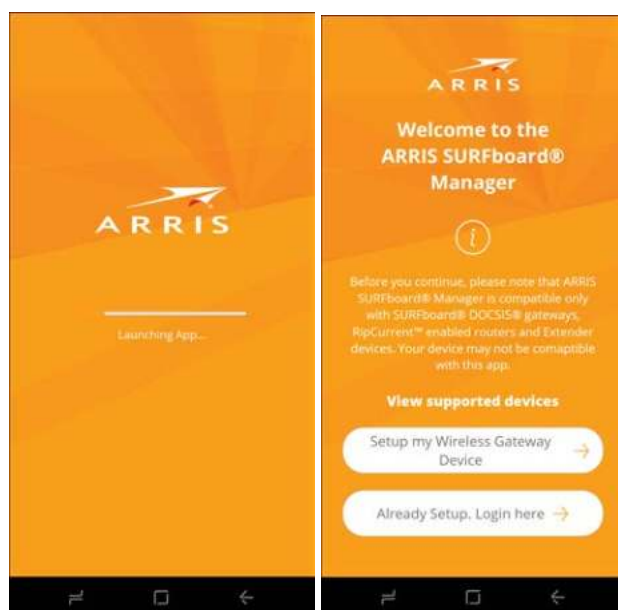 ARRIS
Launching App...
ARRIS
Welcome to the
ARRIS SURFboard®
Manager
i
Before you continue, please note that ARRIS
SURFboard® Manager is compatible only
with SURFboard® DOCSIS® gateways,
RipCurrent™ enabled routers and Extender
devices. Your device may not be comaptible
with this app.
View supported devices
Setup my Wireless Gateway
Device
Already Setup. Login here